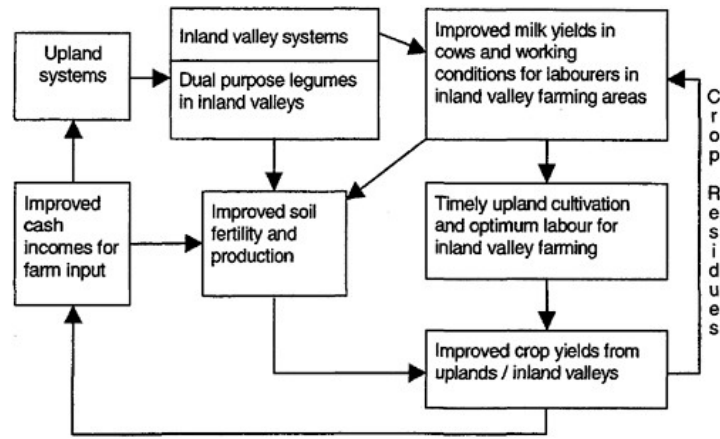 Upland
systems
Inland valley systems
Dual purpose legumes
in inland valleys
Improved milk yields in
cows and working
conditions for labourers in
inland valley farming areas
Improved
cash
incomes for
farm input
Improved soil
fertility and
production
Timely upland cultivation
and optimum labour for
inland valley farming
Improved crop yields from
uplands / inland valleys
Crop Residues